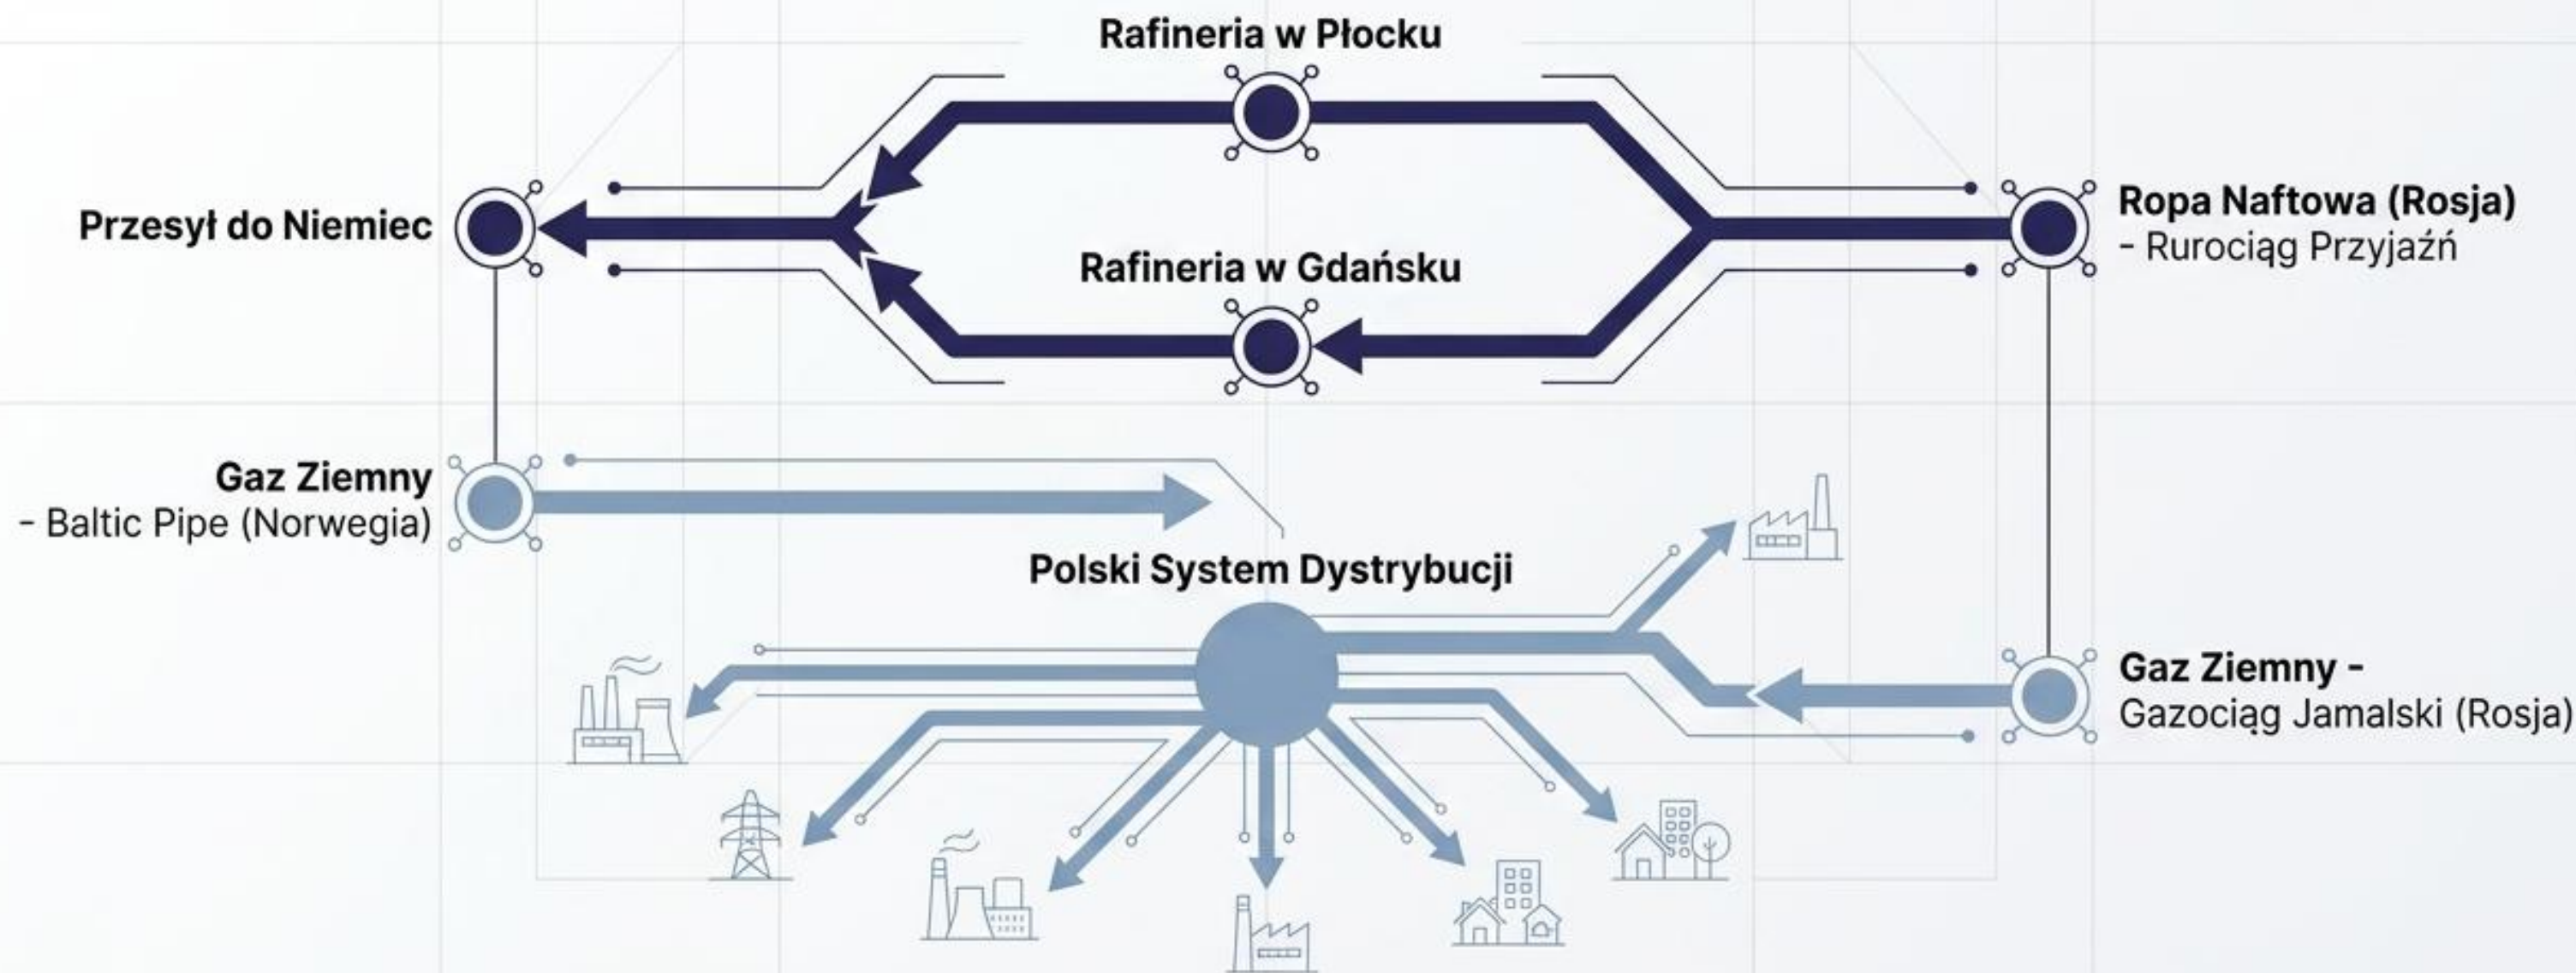 Rafineria w Płocku
Przesył do Niemiec
Ropa Naftowa (Rosja)
- Rurociąg Przyjaźń
Rafineria w Gdańsku
Gaz Ziemny
- Baltic Pipe (Norwegia)
Polski System Dystrybucji
Gaz Ziemny -
Gazociąg Jamalski (Rosja)